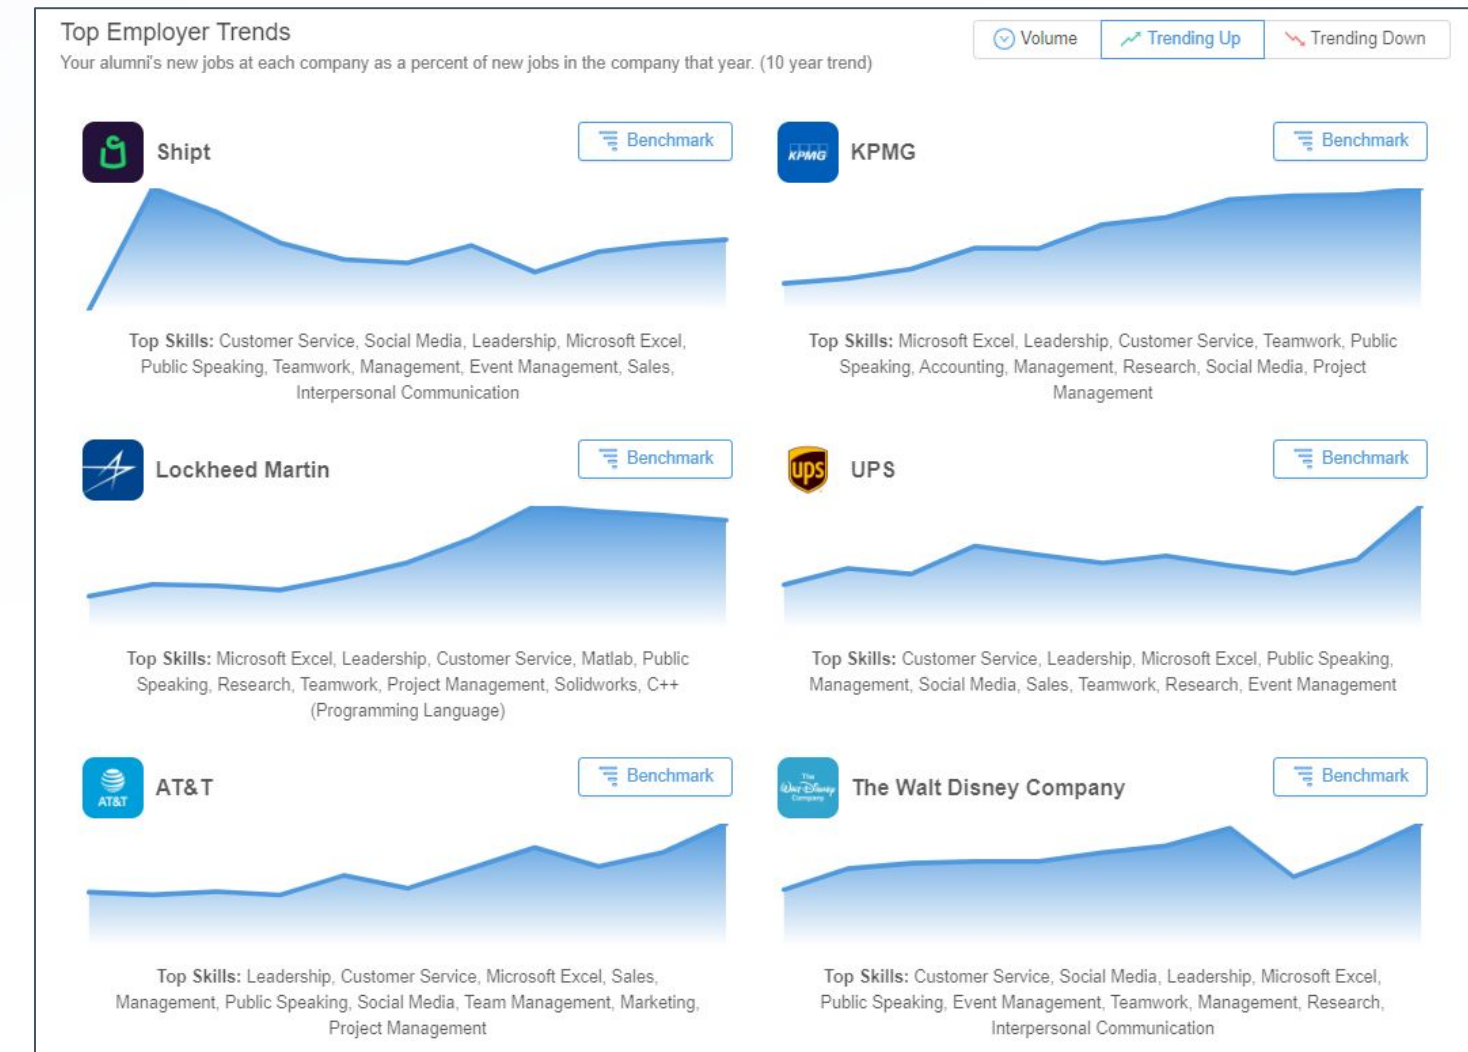 Top Employer Trends
Volume
Trending Up
Trending Down
Your alumni's new jobs at each company as a percent of new jobs in the company that year. (10 year trend)
Shipt
Benchmark
Top Skills: Customer Service, Social Media, Leadership, Microsoft Excel,
Public Speaking, Teamwork, Management, Event Management, Sales,
Interpersonal Communication
KPMG
KPMG
Benchmark
Top Skills: Microsoft Excel, Leadership, Customer Service, Teamwork, Public
Speaking, Accounting, Management, Research, Social Media, Project
Management
Lockheed Martin
Benchmark
Top Skills: Microsoft Excel, Leadership, Customer Service, Matlab, Public
Speaking, Research, Teamwork, Project Management, Solidworks, C++
(Programming Language)
ups
UPS
Benchmark
Top Skills: Customer Service, Leadership, Microsoft Excel, Public Speaking,
Management, Social Media, Sales, Teamwork, Research, Event Management
AT&T
AT&T
Benchmark
Top Skills: Leadership, Customer Service, Microsoft Excel, Sales,
Management, Public Speaking, Social Media, Team Management, Marketing,
Project Management
The
Walt Disney
Company
The Walt Disney Company
Benchmark
Top Skills: Customer Service, Social Media, Leadership, Microsoft Excel,
Public Speaking, Event Management, Teamwork, Management, Research,
Interpersonal Communication